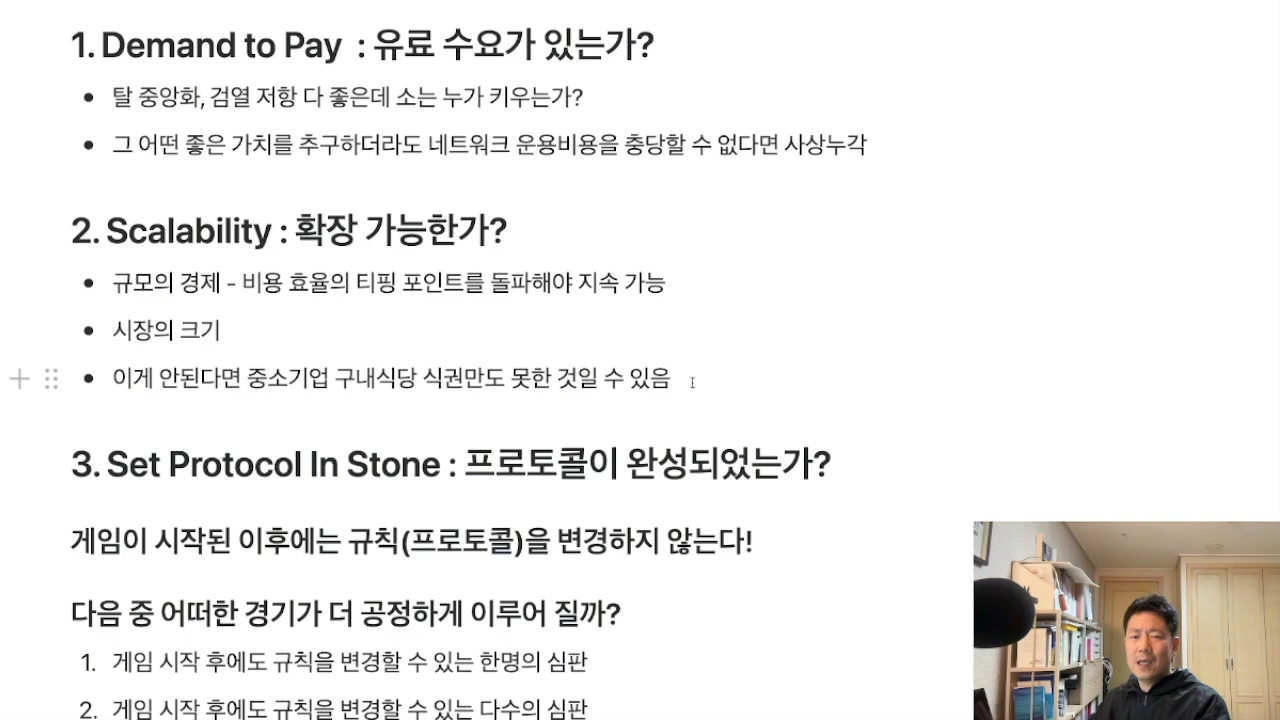 1. Demand to Pay : 유료 수요가 있는가?
• 탈 중앙화, 검열 저항 다 좋은데 소는 누가 키우는가?
• 그 어떤 좋은 가치를 추구하더라도 네트워크 운용비용을 충당할 수 없다면 사상누각
2. Scalability : 확장 가능한가?
• 규모의 경제 - 비용 효율의 티핑 포인트를 돌파해야 지속 가능
• 시장의 크기
• 이게 안된다면 중소기업 구내식당 식권만도 못한 것일 수 있음
3. Set Protocol In Stone : 프로토콜이 완성되었는가?
게임이 시작된 이후에는 규칙(프로토콜)을 변경하지 않는다!
다음 중 어떠한 경기가 더 공정하게 이루어 질까?
1. 게임 시작 후에도 규칙을 변경할 수 있는 한명의 심판
2. 게임 시작 후에도 규칙을 변경할 수 있는 다수의 심판